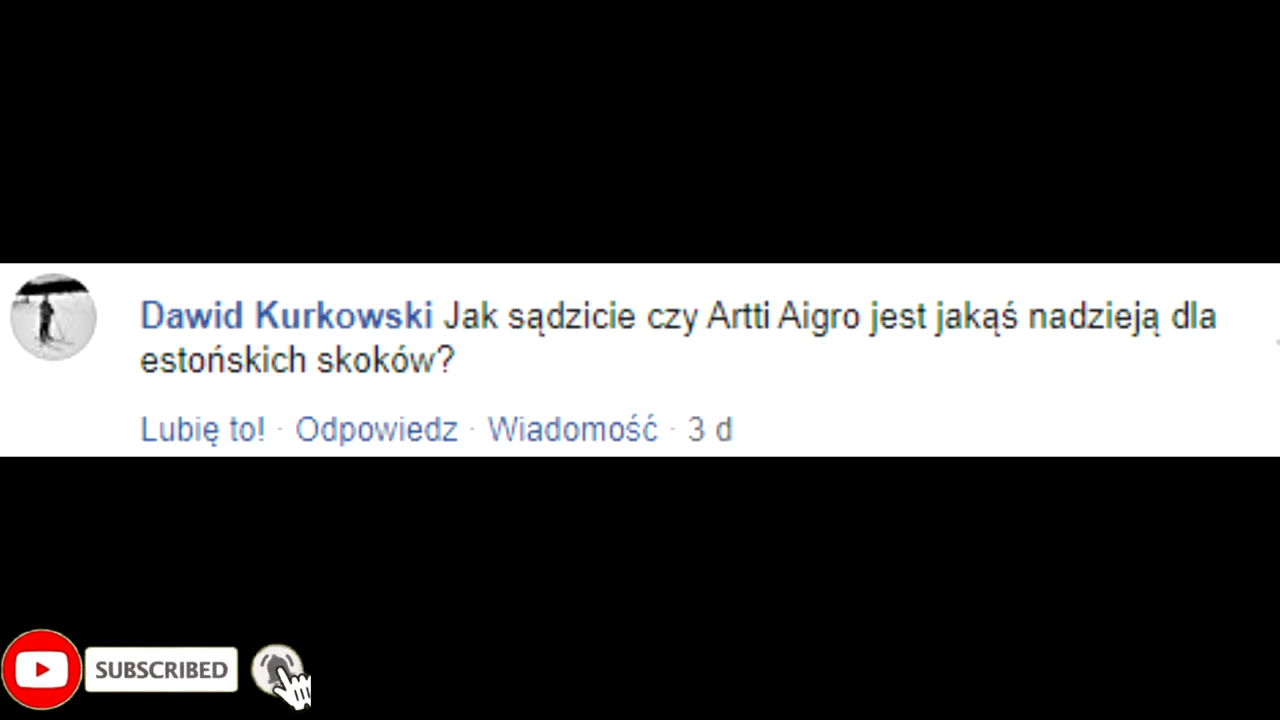 Dawid Kurkowski Jak sądzicie czy Artti Aigro jest jakąś nadzieją dla
estońskich skoków?
Lubię to! · Odpowiedz · Wiadomość · 3 d
SUBSCRIBED